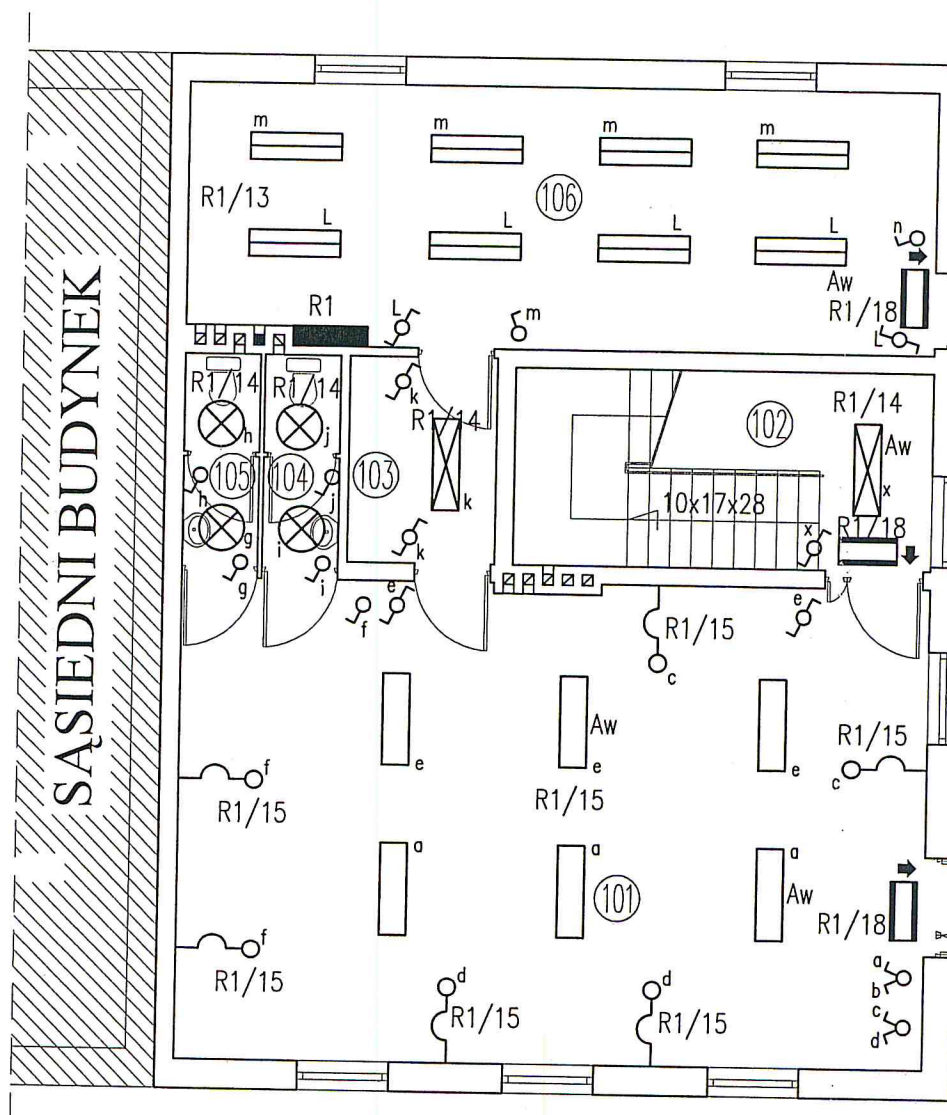 m m m m
R1/13
106
L L L L
n
Aw
R1/18
R1
L
m
L
k
R1/14 R1/14
R1/14
102
R1/14
Aw
h j
105 104 103
h j
k
x
10x17x28
R1/18
x
g i
k
g i
e
f
e
R1/15
c
SĄSIEDNI BUDYNEK
Aw
e e e
R1/15
c
f
R1/15
R1/15
a a a
101
Aw
R1/18
f
R1/15
a
b
d d
c
R1/15 R1/15
d